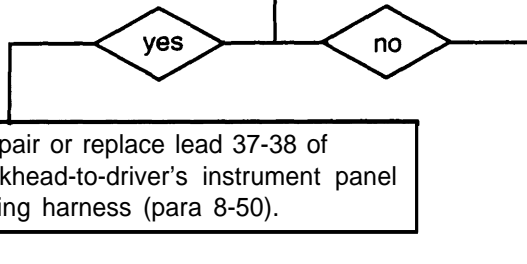 yes
no
pair or replace lead 37-38 of
khead-to-driver's instrument panel
ing harness (para 8-50).